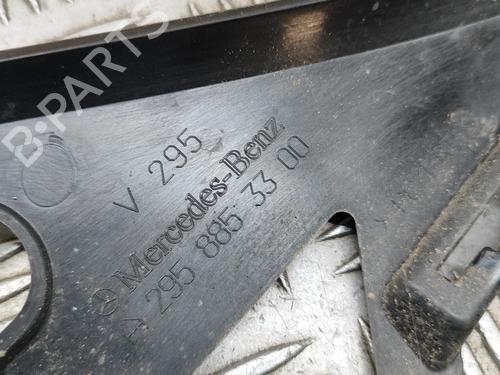 B-PARTS
V 295
Mercedes-Benz
A 295 885 33 00